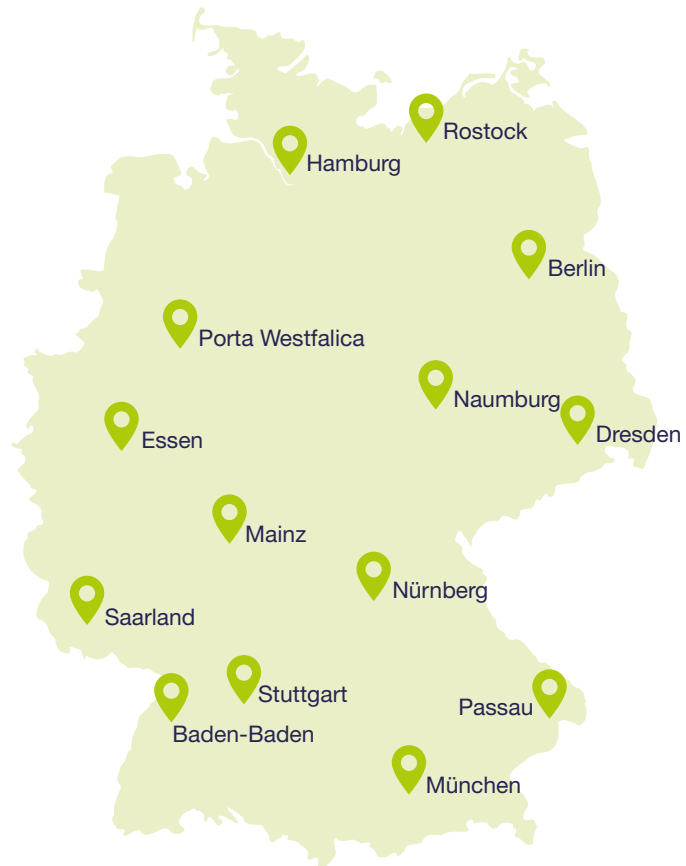 Rostock
Hamburg
Berlin
Porta Westfalica
Naumburg
Dresden
Essen
Mainz
Nürnberg
Saarland
Stuttgart
Passau
Baden-Baden
München